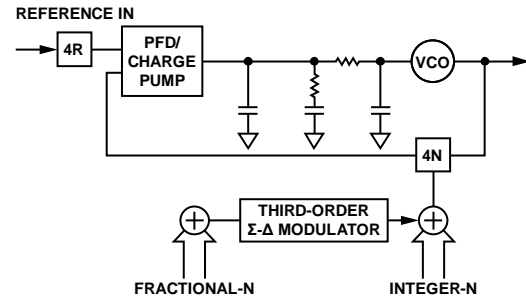 REFERENCE IN
4R
PFD/
CHARGE
PUMP
VCO
4N
THIRD-ORDER
Σ-Δ MODULATOR
+
+
FRACTIONAL-N
INTEGER-N